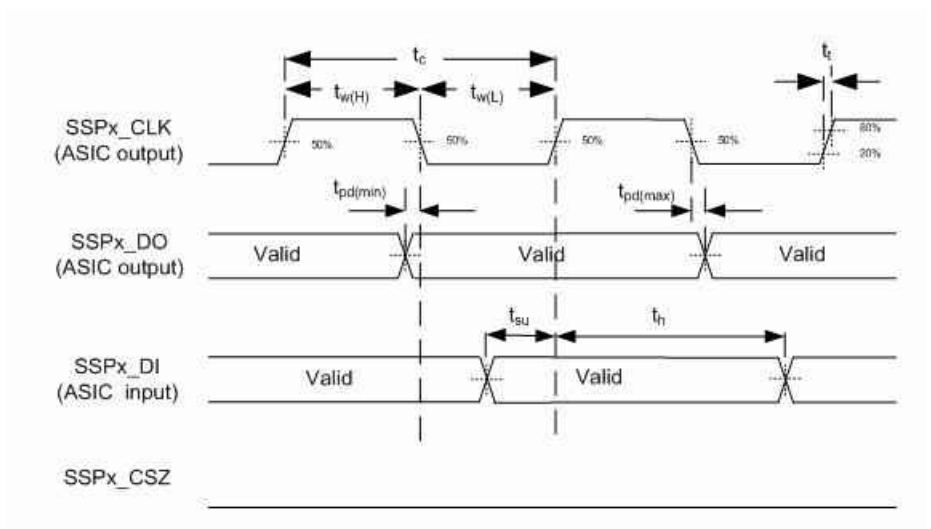 tc
tt
tw(H)
tw(L)
SSPx_CLK
(ASIC output)
50%
50%
50%
50%
80%
20%
tpd(min)
tpd(max)
SSPx_DO
(ASIC output)
Valid
Valid
Valid
tsu
th
SSPx_DI
(ASIC input)
Valid
Valid
SSPx_CSZ